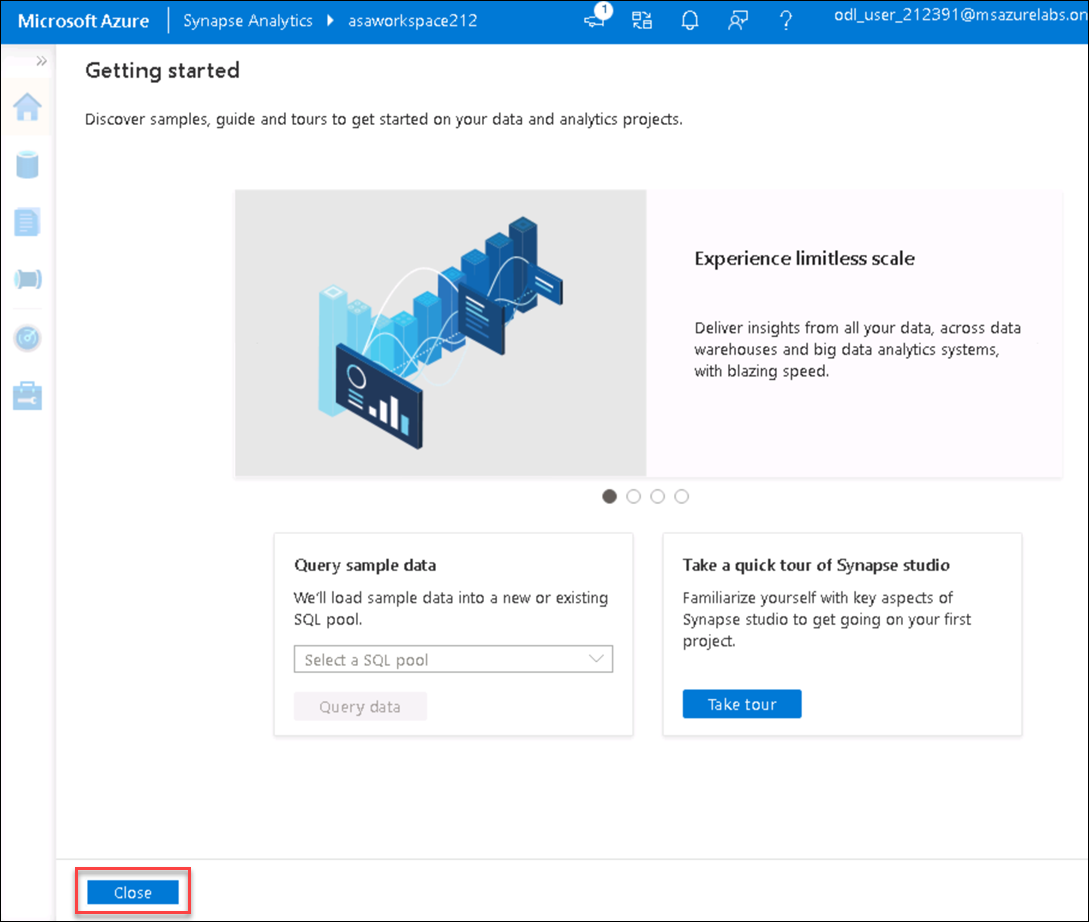 Microsoft Azure
Synapse Analytics
asaworkspace212
1
?
odl_user_212391@msazurelabs.on
»
Getting started
Discover samples, guide and tours to get started on your data and analytics projects.
Experience limitless scale
Deliver insights from all your data, across data
warehouses and big data analytics systems,
with blazing speed.
Query sample data
We'll load sample data into a new or existing
SQL pool.
Select a SQL pool
Query data
Take a quick tour of Synapse studio
Familiarize yourself with key aspects of
Synapse studio to get going on your first
project.
Take tour
Close